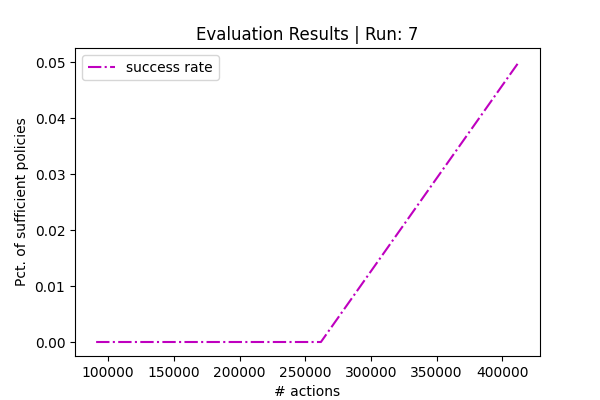 Evaluation Results | Run: 7
success rate
Pct. of sufficient policies
0.05
0.04
0.03
0.02
0.01
0.00
100000 150000 200000 250000 300000 350000 400000
# actions